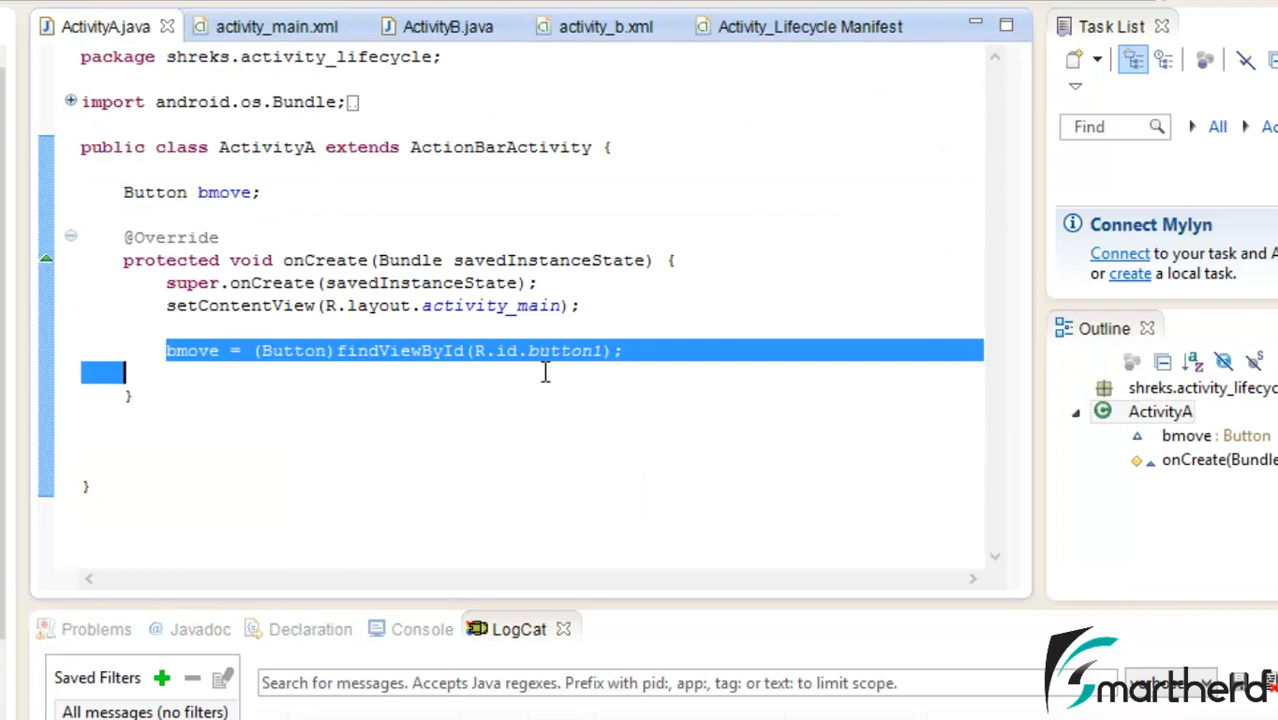 ActivityA.java activity_main.xml ActivityB.java activity_b.xml Activity_Lifecycle Manifest
package shreks.activity_lifecycle;
import android.os.Bundle;
public class ActivityA extends ActionBarActivity {
Button bmove;
@Override
protected void onCreate(Bundle savedInstanceState) {
super.onCreate(savedInstanceState);
setContentView(R.layout.activity_main);
bmove = (Button)findViewById(R.id.button1);
}
}
Task List
Find All Ac
Connect Mylyn
Connect to your task and A
or create a local task.
Outline
shreks.activity_lifecyc
ActivityA
bmove : Button
onCreate(Bundle
Problems @ Javadoc Declaration Console LogCat
Saved Filters
Search for messages. Accepts Java regexes. Prefix with pid:, app:, tag: or text: to limit scope.
All messages (no filters)
Smartherd